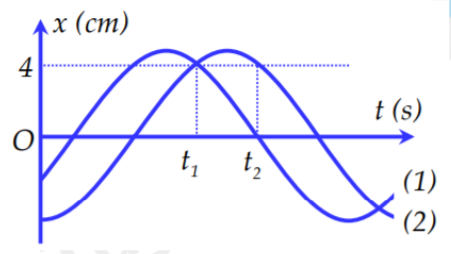 x (cm)
4
t (s)
O
t₁ t₂
(1)
(2)